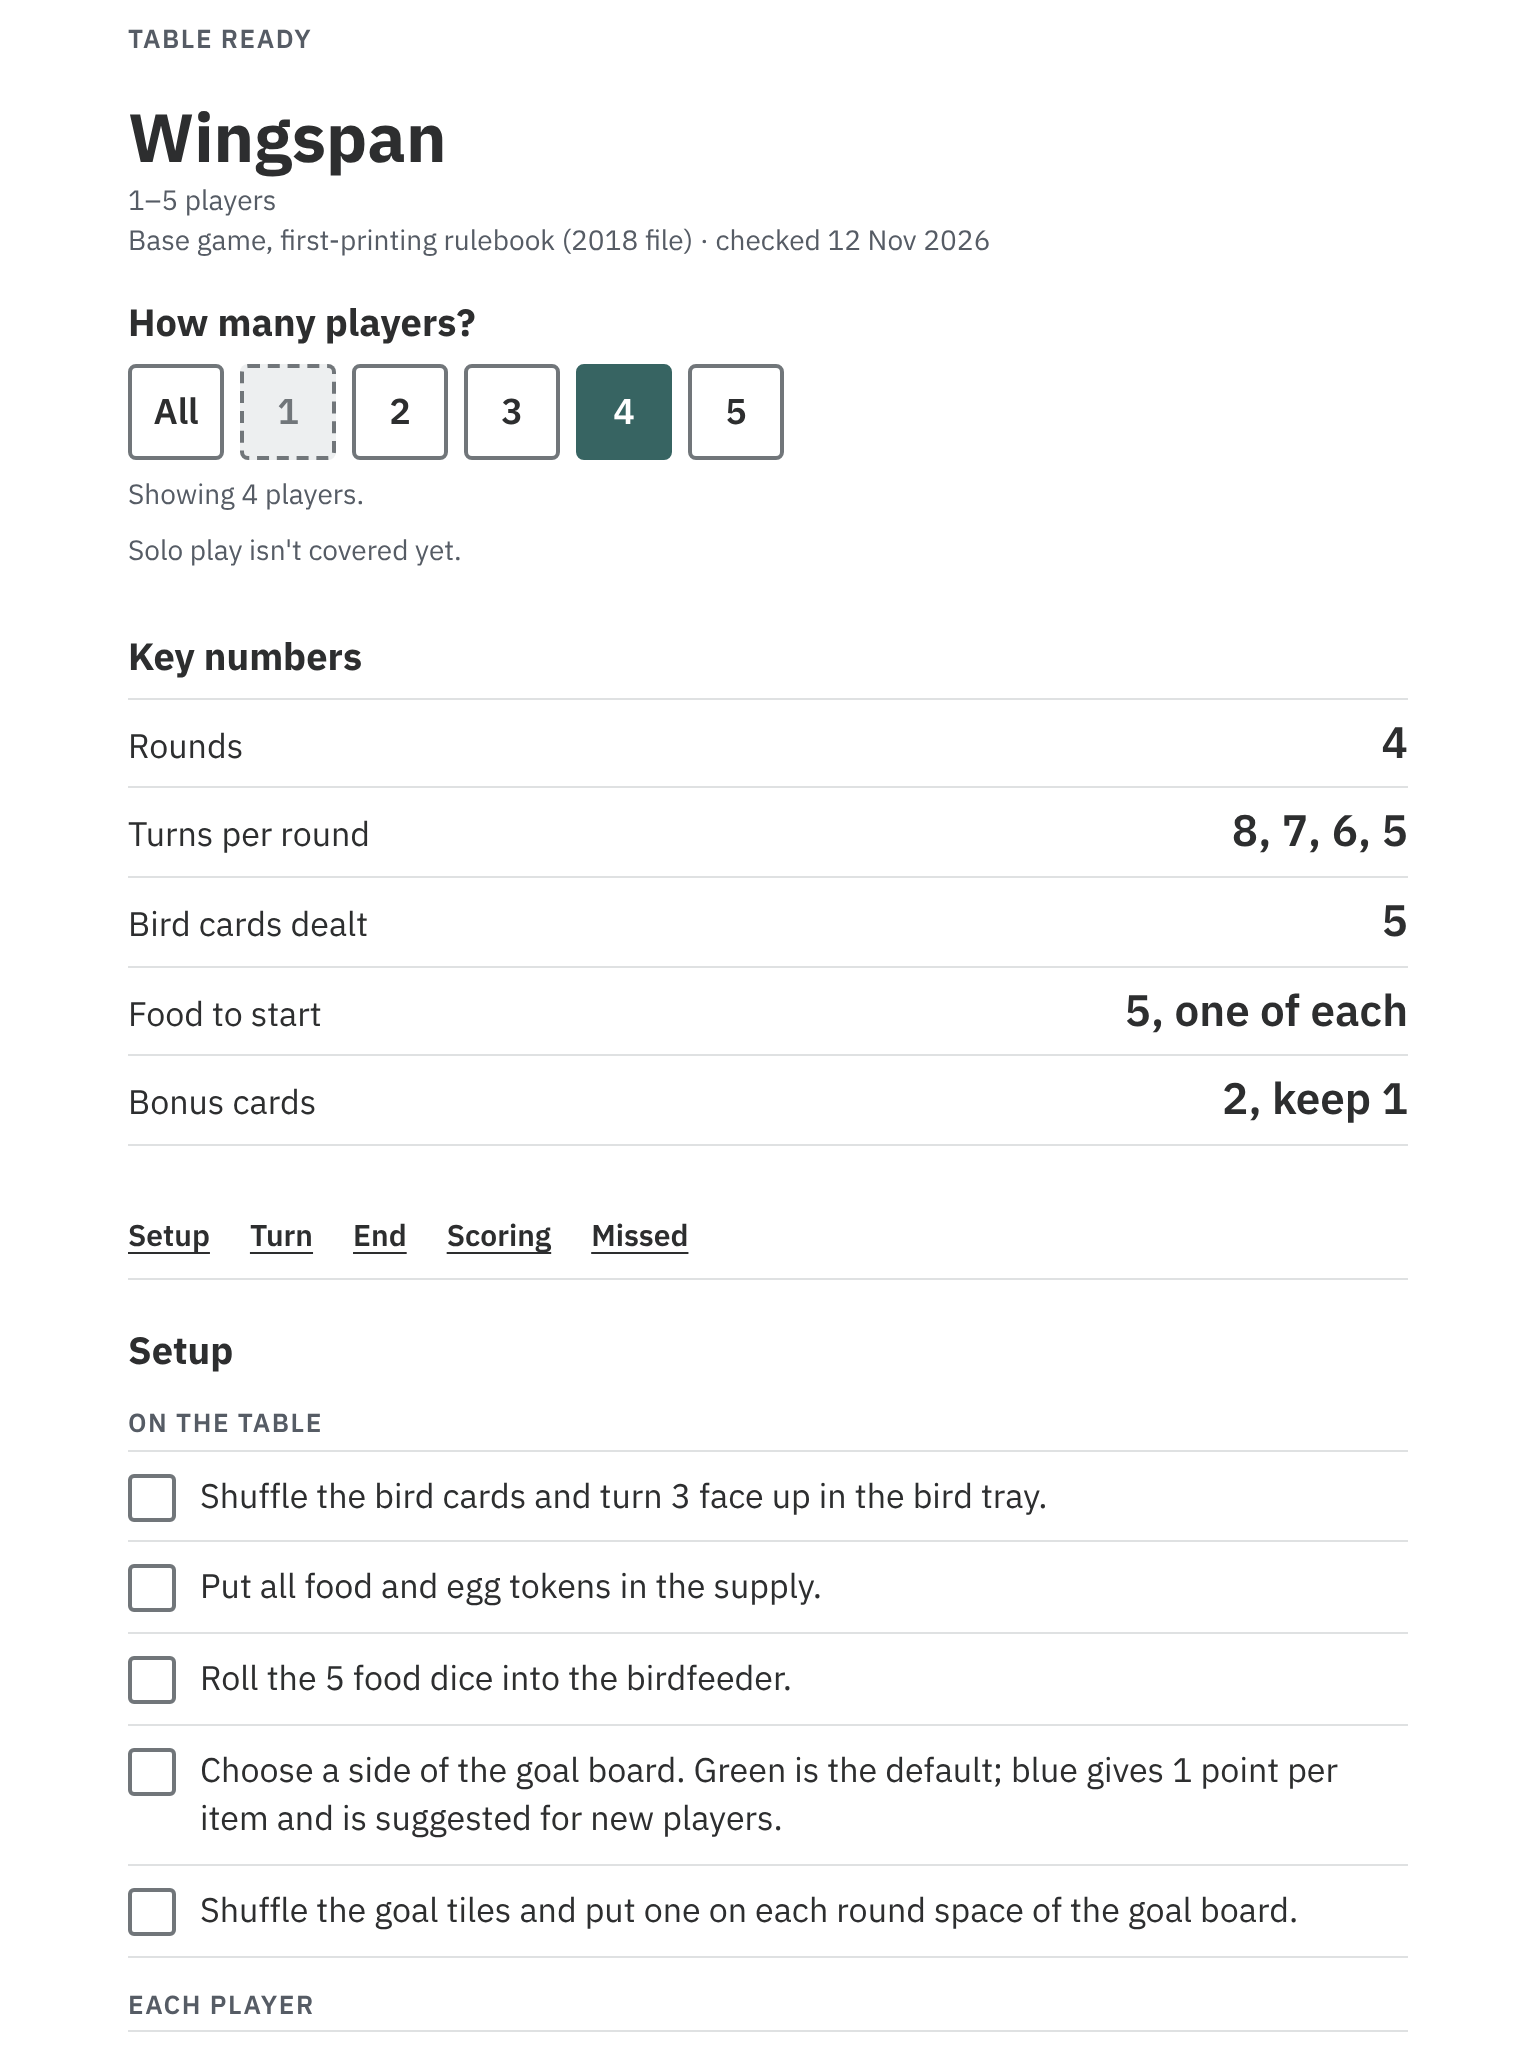 TABLE READY
Wingspan
1–5 players
Base game, first-printing rulebook (2018 file) · checked 12 Nov 2026
How many players?
All 1 2 3 4 5
Showing 4 players.
Solo play isn't covered yet.
Key numbers
Rounds 4
Turns per round 8, 7, 6, 5
Bird cards dealt 5
Food to start 5, one of each
Bonus cards 2, keep 1
Setup Turn End Scoring Missed
Setup
ON THE TABLE
Shuffle the bird cards and turn 3 face up in the bird tray.
Put all food and egg tokens in the supply.
Roll the 5 food dice into the birdfeeder.
Choose a side of the goal board. Green is the default; blue gives 1 point per
item and is suggested for new players.
Shuffle the goal tiles and put one on each round space of the goal board.
EACH PLAYER